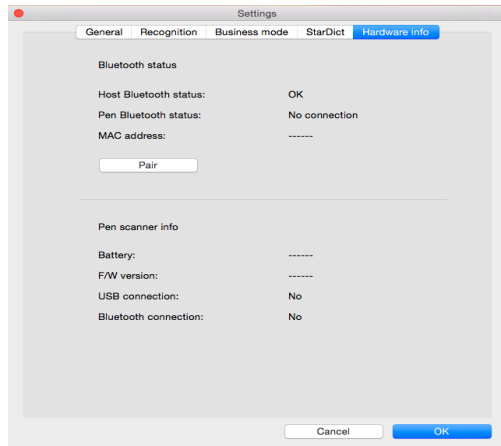 Settings
General Recognition Business mode StarDict Hardware info
Bluetooth status
Host Bluetooth status: OK
Pen Bluetooth status: No connection
MAC address: ------
Pair
Pen scanner info
Battery: ------
F/W version: ------
USB connection: No
Bluetooth connection: No
Cancel OK